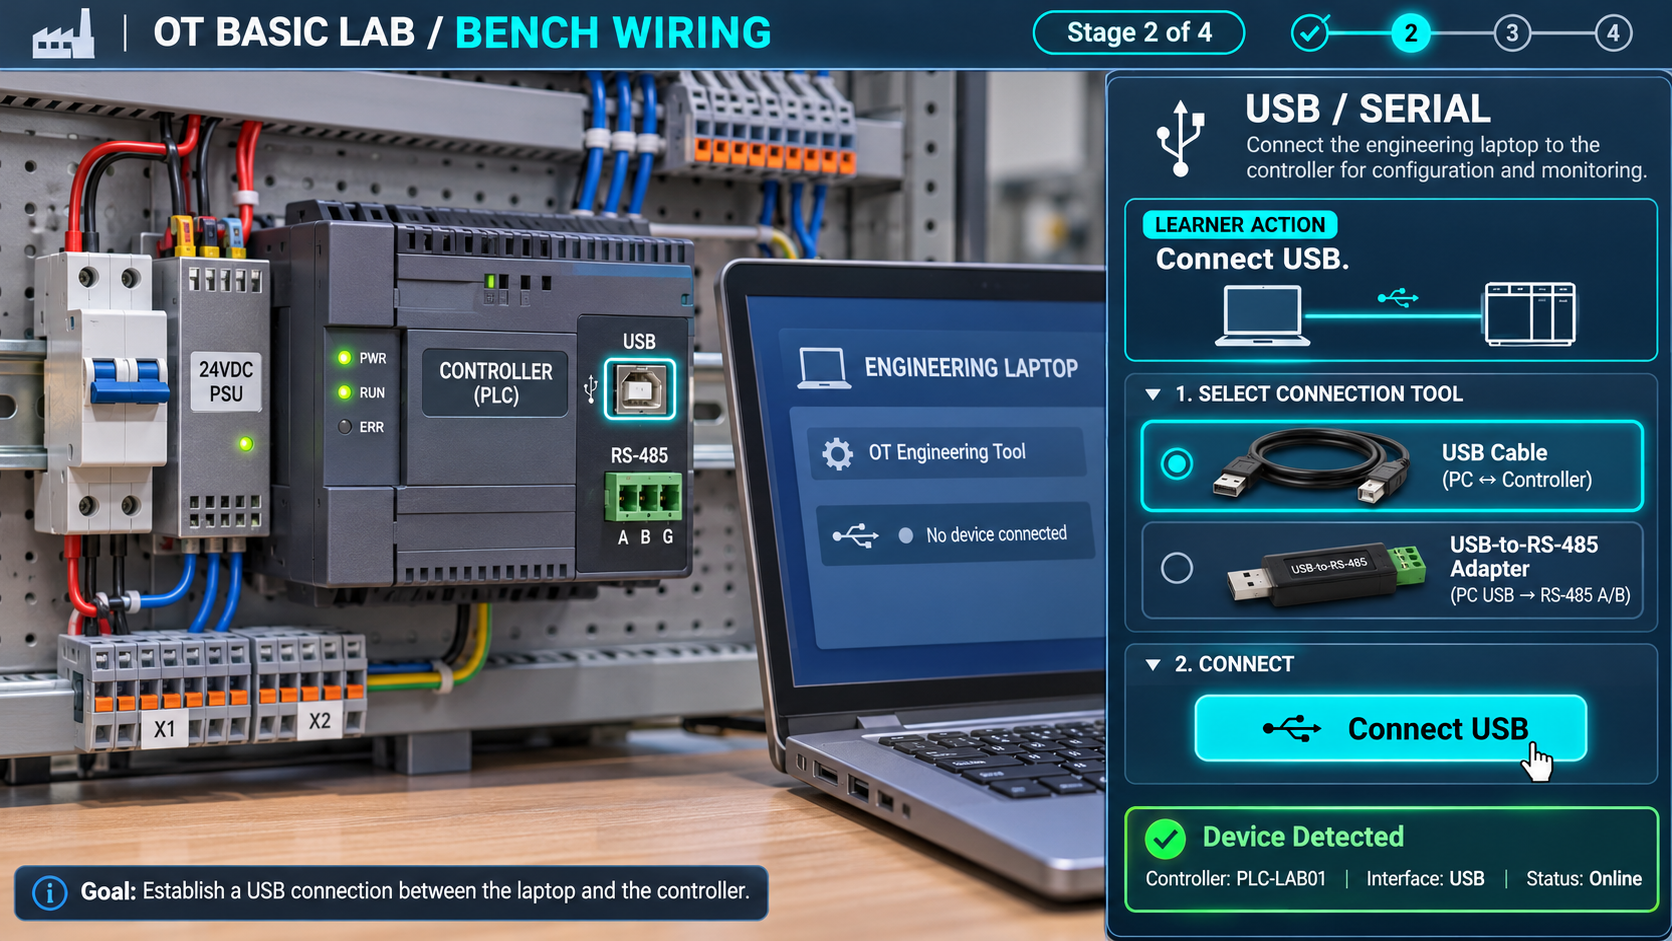 OT BASIC LAB / BENCH WIRING
Stage 2 of 4
2
3
4
24VDC
PSU
PWR
RUN
ERR
CONTROLLER
(PLC)
USB
RS-485
A B G
X1
X2
ENGINEERING LAPTOP
OT Engineering Tool
No device connected
Goal: Establish a USB connection between the laptop and the controller.
USB / SERIAL
Connect the engineering laptop to the
controller for configuration and monitoring.
LEARNER ACTION
Connect USB.
1. SELECT CONNECTION TOOL
USB Cable
(PC ↔ Controller)
USB-to-RS-485
USB-to-RS-485
Adapter
(PC USB → RS-485 A/B)
2. CONNECT
Connect USB
Device Detected
Controller: PLC-LAB01 | Interface: USB | Status: Online